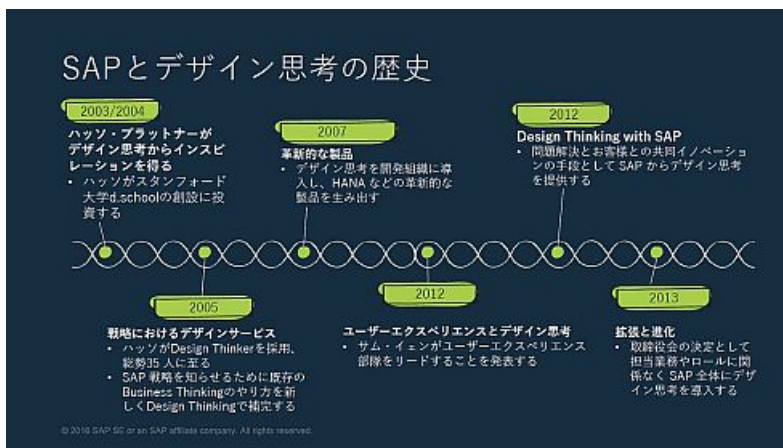 SAPとデザイン思考の歴史
2003/2004
ハッソ・プラットナーが
デザイン思考からインスピ
レーションを得る
• ハッソがスタンフォード
大学d.schoolの創設に投
資する
2005
戦略におけるデザインサービス
• ハッソがDesign Thinkerを採用、
総勢35 人に至る
• SAP 戦略を知らせるために既存の
Business Thinkingのやり方を新
しくDesign Thinkingで補完する
2007
革新的な製品
• デザイン思考を開発組織に導
入し、HANA などの革新的な
製品を生み出す
2012
ユーザーエクスペリエンスとデザイン思考
• サム・イェンがユーザーエクスペリエンス
部隊をリードすることを発表する
2012
Design Thinking with SAP
• 問題解決とお客様との共同イノベーショ
ンの手段として SAP からデザイン思考
を提供する
2013
拡張と進化
• 取締役会の決定として
担当業務やロールに関
係なく SAP 全体にデザ
イン思考を導入する
© 2016 SAP SE or an SAP affiliate company. All rights reserved.